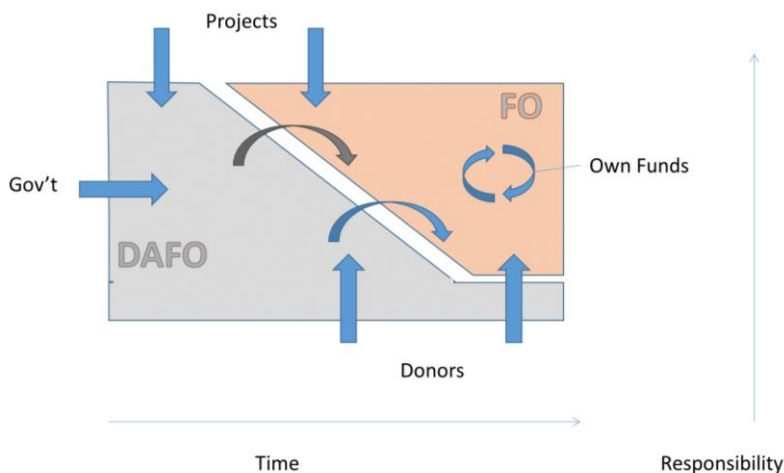 Projects
FO
Own Funds
Gov't
DAFO
Donors
Time
Responsibility